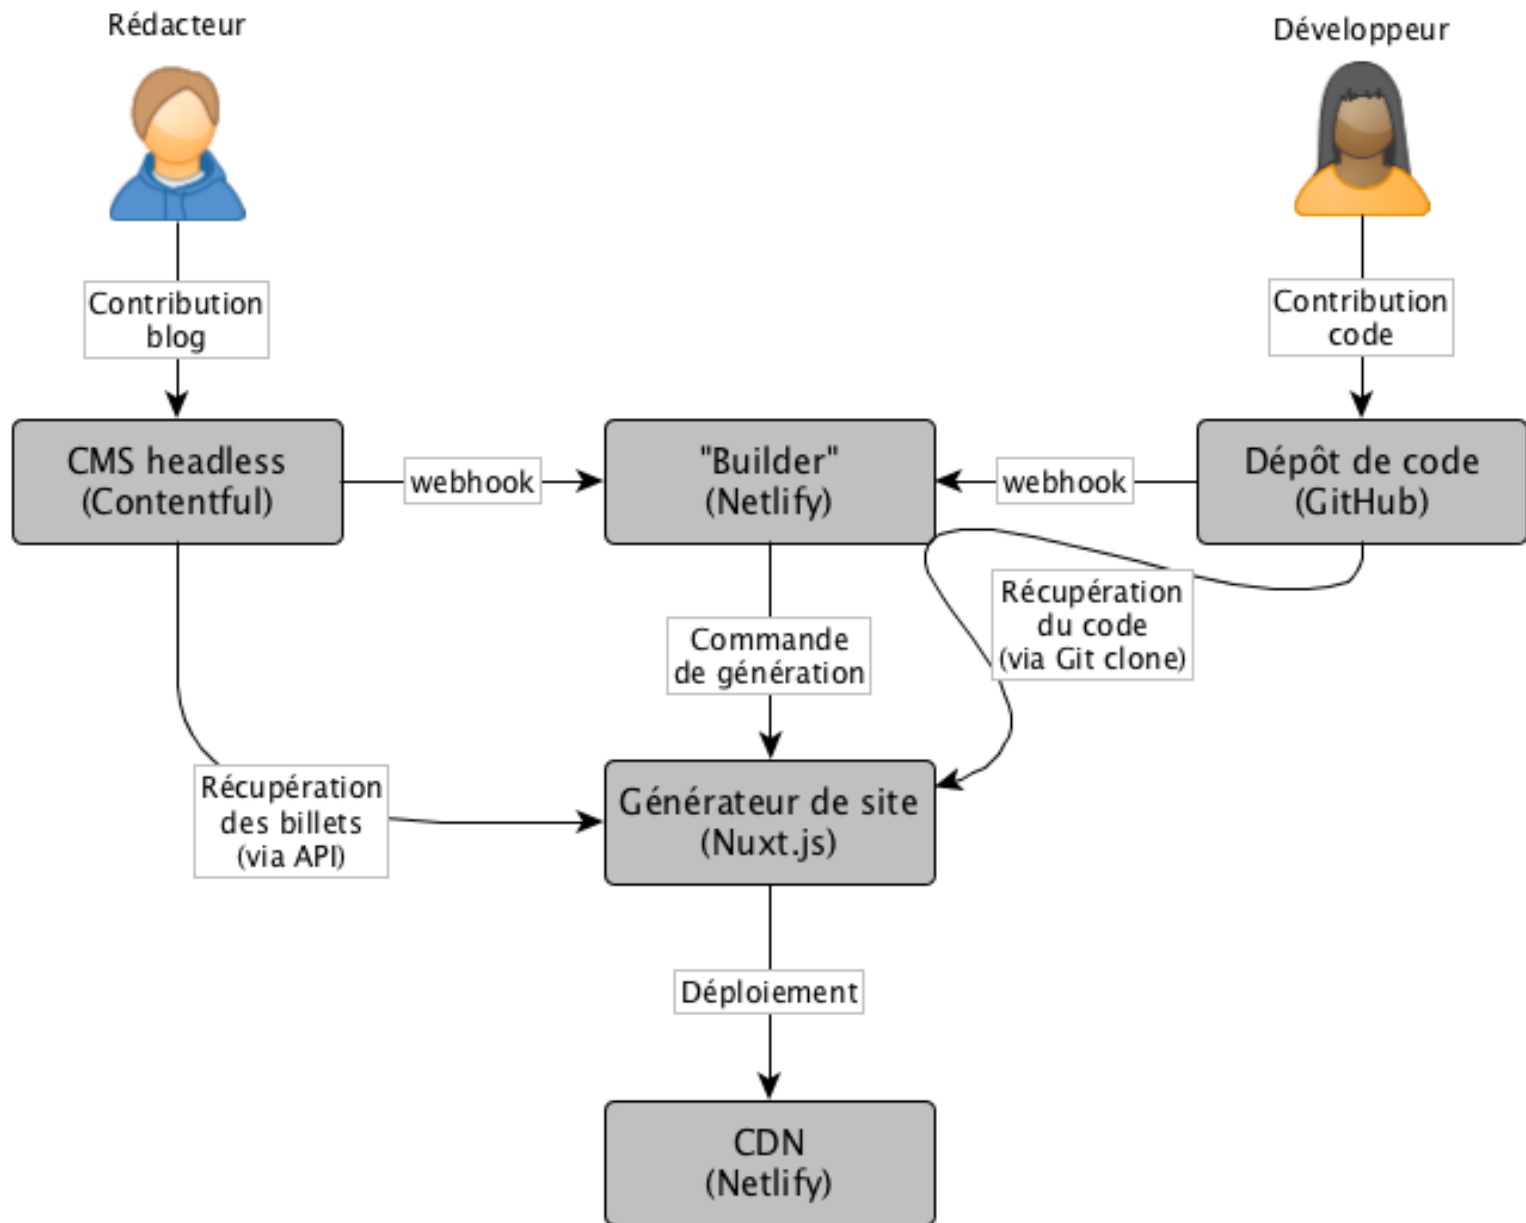 Rédacteur
Développeur
Contribution
blog
Contribution
code
CMS headless
(Contentful)
webhook
"Builder"
(Netlify)
webhook
Dépôt de code
(GitHub)
Commande
de génération
Récupération
du code
(via Git clone)
Récupération
des billets
(via API)
Générateur de site
(Nuxt.js)
Déploiement
CDN
(Netlify)